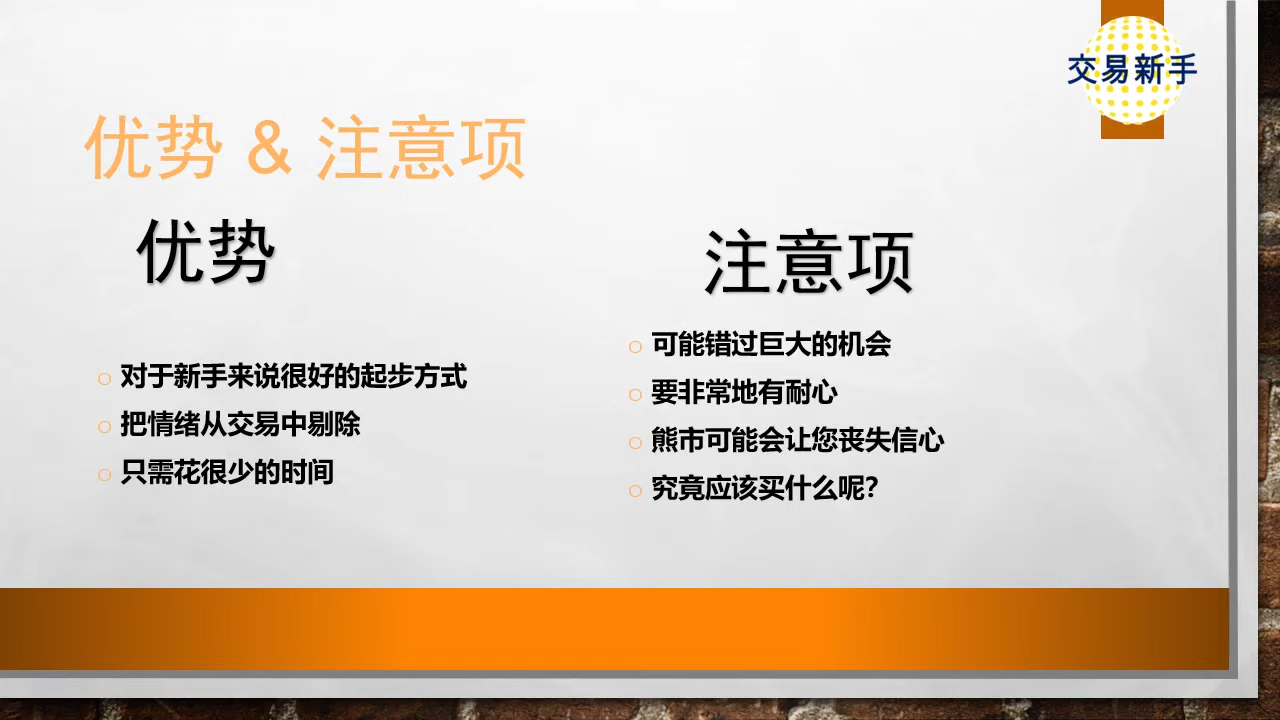 交易新手
优势 & 注意项
优势
对于新手来说很好的起步方式
把情绪从交易中剔除
只需花很少的时间
注意项
可能错过巨大的机会
要非常地有耐心
熊市可能会让您丧失信心
究竟应该买什么呢?